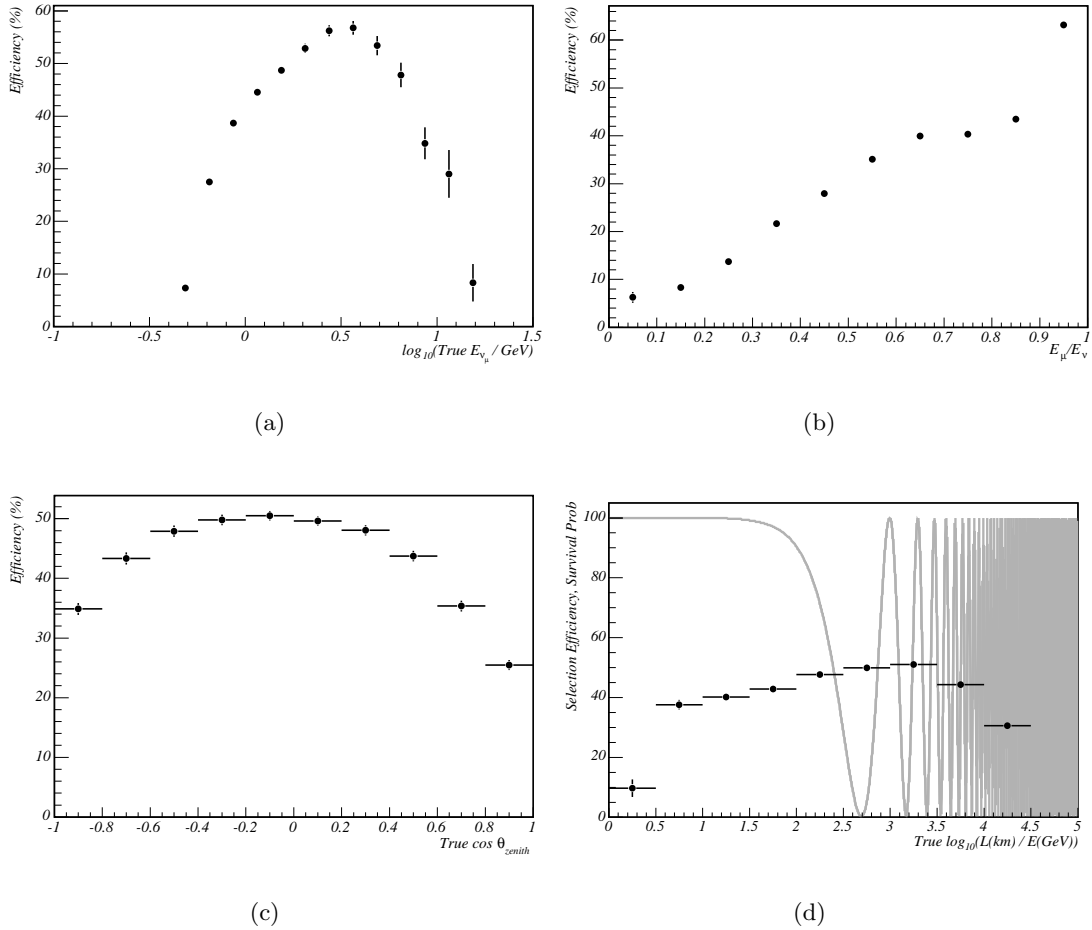 Efficiency (%)
60
50
40
30
20
10
0
-1 -0.5 0 0.5 1 1.5
log10(True Eνμ / GeV)
(a)
Efficiency (%)
60
50
40
30
20
10
0
0 0.1 0.2 0.3 0.4 0.5 0.6 0.7 0.8 0.9 1
Eμ/Eν
(b)
Efficiency (%)
50
40
30
20
10
0
-1 -0.8 -0.6 -0.4 -0.2 0 0.2 0.4 0.6 0.8 1
True cos θzenith
(c)
Selection Efficiency, Survival Prob
100
80
60
40
20
0
0 0.5 1 1.5 2 2.5 3 3.5 4 4.5 5
True log10(L(km) / E(GeV))
(d)